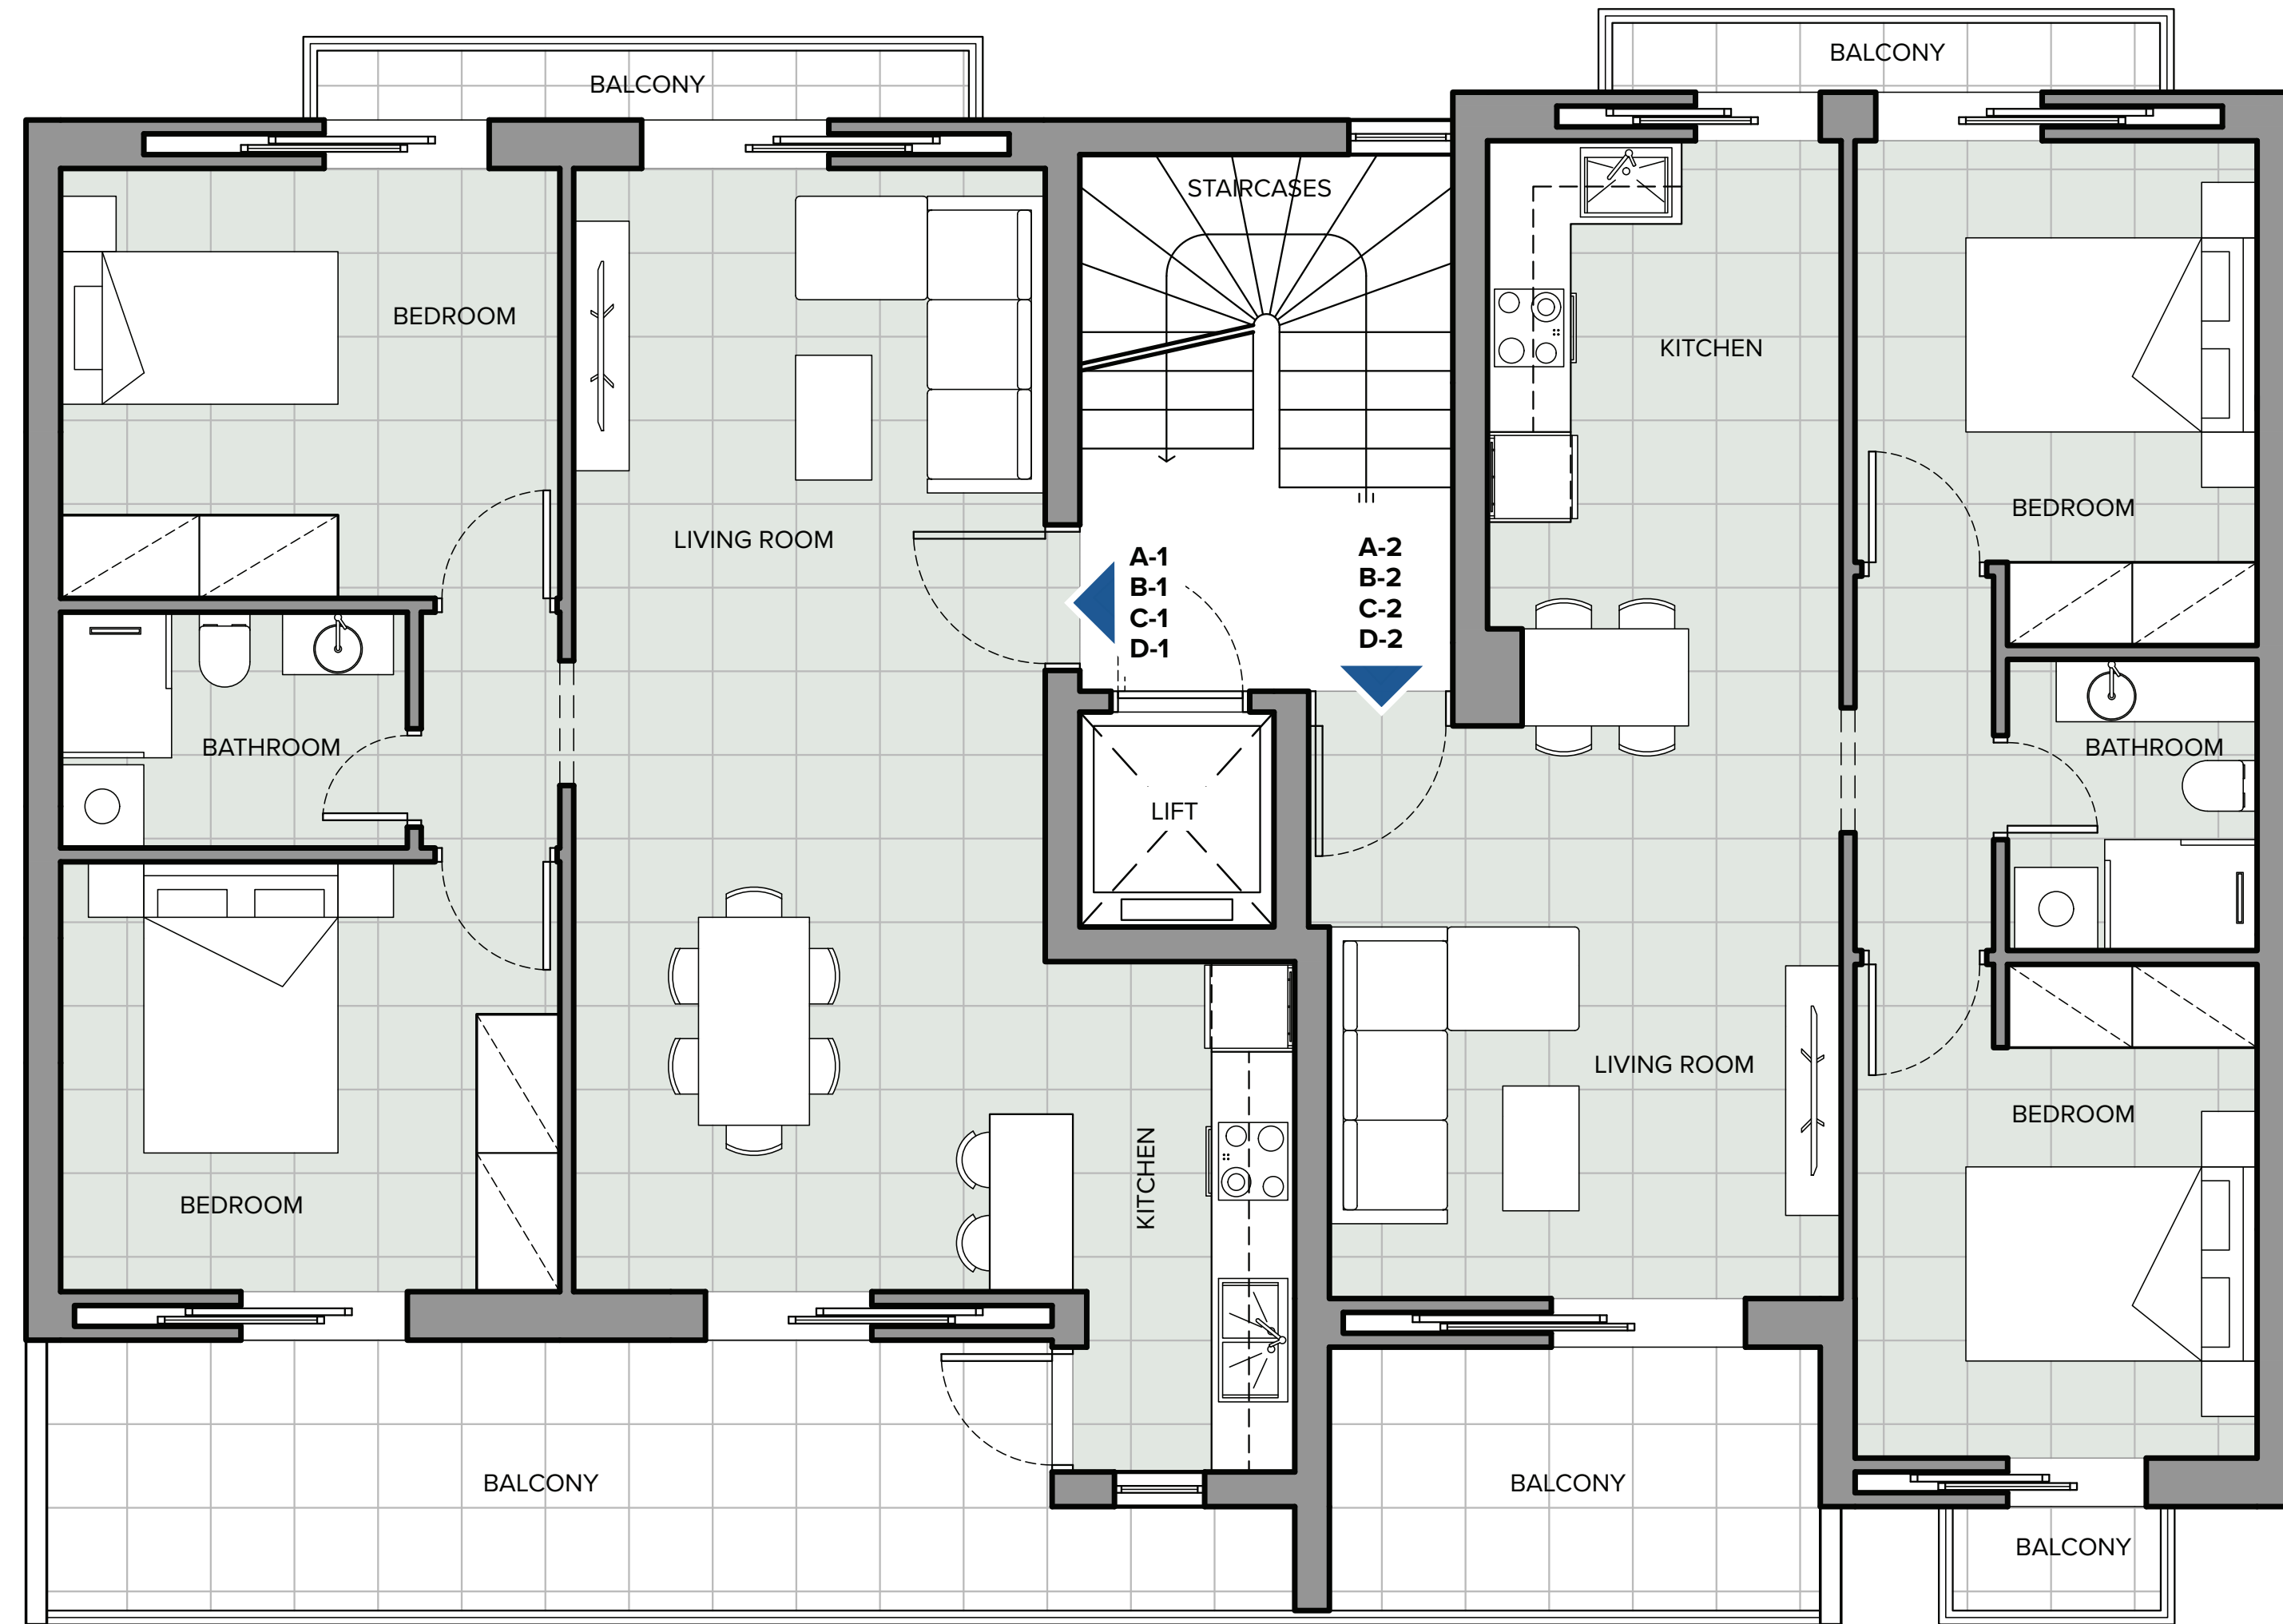 BALCONY
BALCONY
STAIRCASES
BEDROOM
KITCHEN
BEDROOM
LIVING ROOM
A-1
B-1
C-1
D-1
A-2
B-2
C-2
D-2
BATHROOM
BATHROOM
LIFT
LIVING ROOM
BEDROOM
KITCHEN
BEDROOM
BALCONY
BALCONY
BALCONY